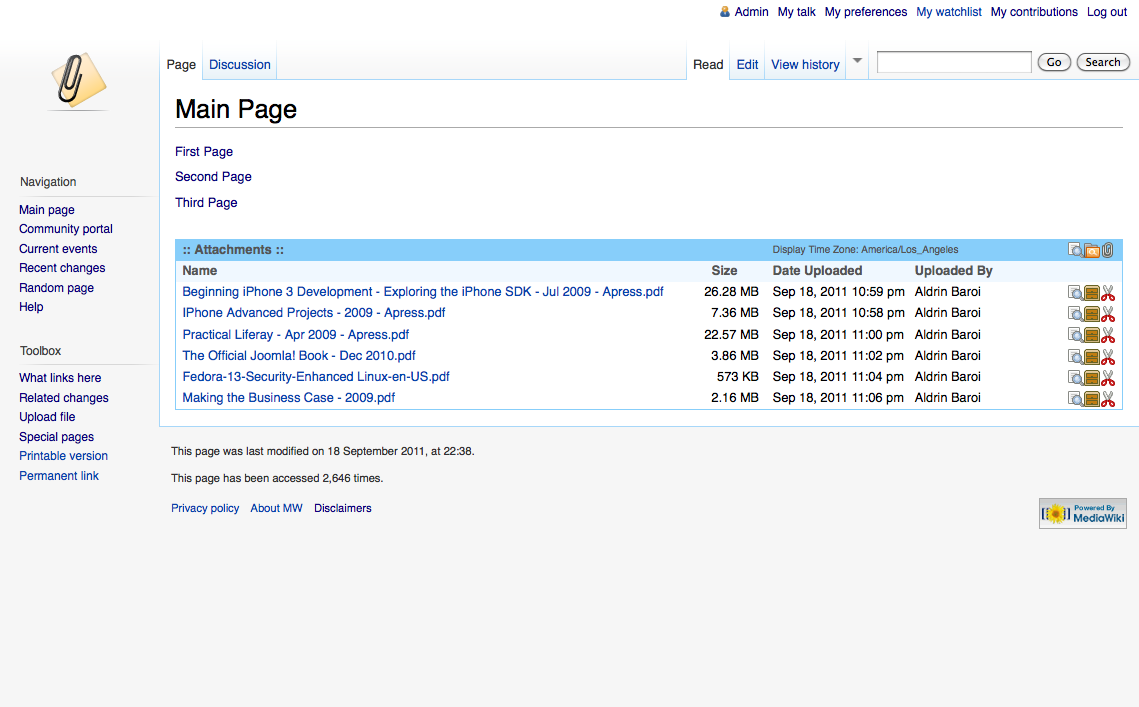 Admin My talk My preferences My watchlist My contributions Log out
Page Discussion Read Edit View history Go Search
Main Page
First Page
Second Page
Third Page
Navigation
Main page
Community portal
Current events
Recent changes
Random page
Help
Toolbox
What links here
Related changes
Upload file
Special pages
Printable version
Permanent link
:: Attachments :: Display Time Zone: America/Los_Angeles
Name Size Date Uploaded Uploaded By
Beginning iPhone 3 Development - Exploring the iPhone SDK - Jul 2009 - Apress.pdf 26.28 MB Sep 18, 2011 10:59 pm Aldrin Baroi
IPhone Advanced Projects - 2009 - Apress.pdf 7.36 MB Sep 18, 2011 10:58 pm Aldrin Baroi
Practical Liferay - Apr 2009 - Apress.pdf 22.57 MB Sep 18, 2011 11:00 pm Aldrin Baroi
The Official Joomla! Book - Dec 2010.pdf 3.86 MB Sep 18, 2011 11:02 pm Aldrin Baroi
Fedora-13-Security-Enhanced Linux-en-US.pdf 573 KB Sep 18, 2011 11:04 pm Aldrin Baroi
Making the Business Case - 2009.pdf 2.16 MB Sep 18, 2011 11:06 pm Aldrin Baroi
This page was last modified on 18 September 2011, at 22:38.
This page has been accessed 2,646 times.
Privacy policy About MW Disclaimers
Powered By
MediaWiki